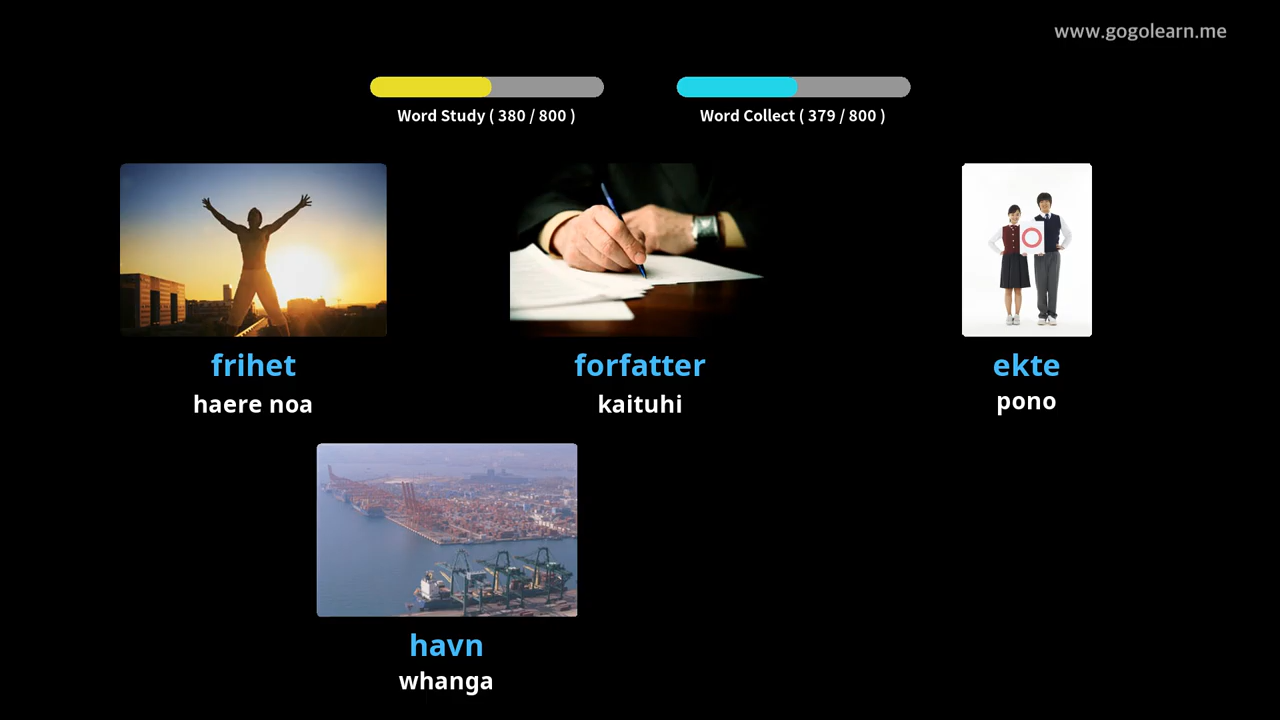 www.gogolearn.me
Word Study ( 380 / 800 )
Word Collect ( 379 / 800 )
frihet
haere noa
forfatter
kaituhi
ekte
pono
havn
whanga